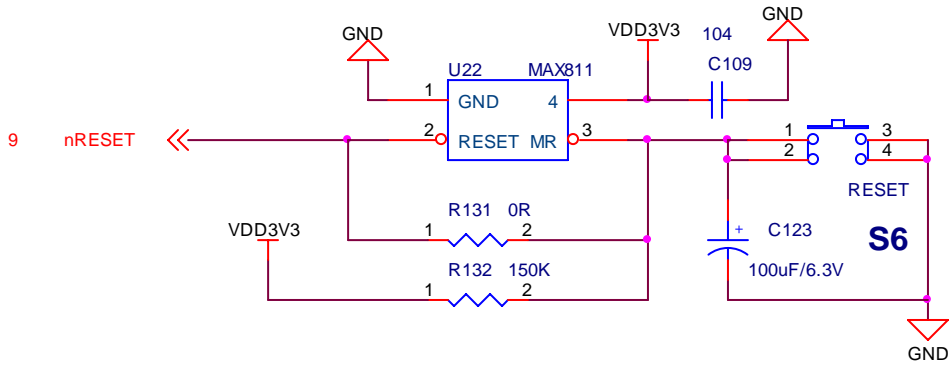 GND
VDD3V3
104
GND
C109
U22 MAX811
1 GND 4
9 nRESET
2 RESET MR 3
1 3
2 4
RESET
R131 0R
VDD3V3
1 2
C123
S6
+
R132 150K
100uF/6.3V
1 2
GND